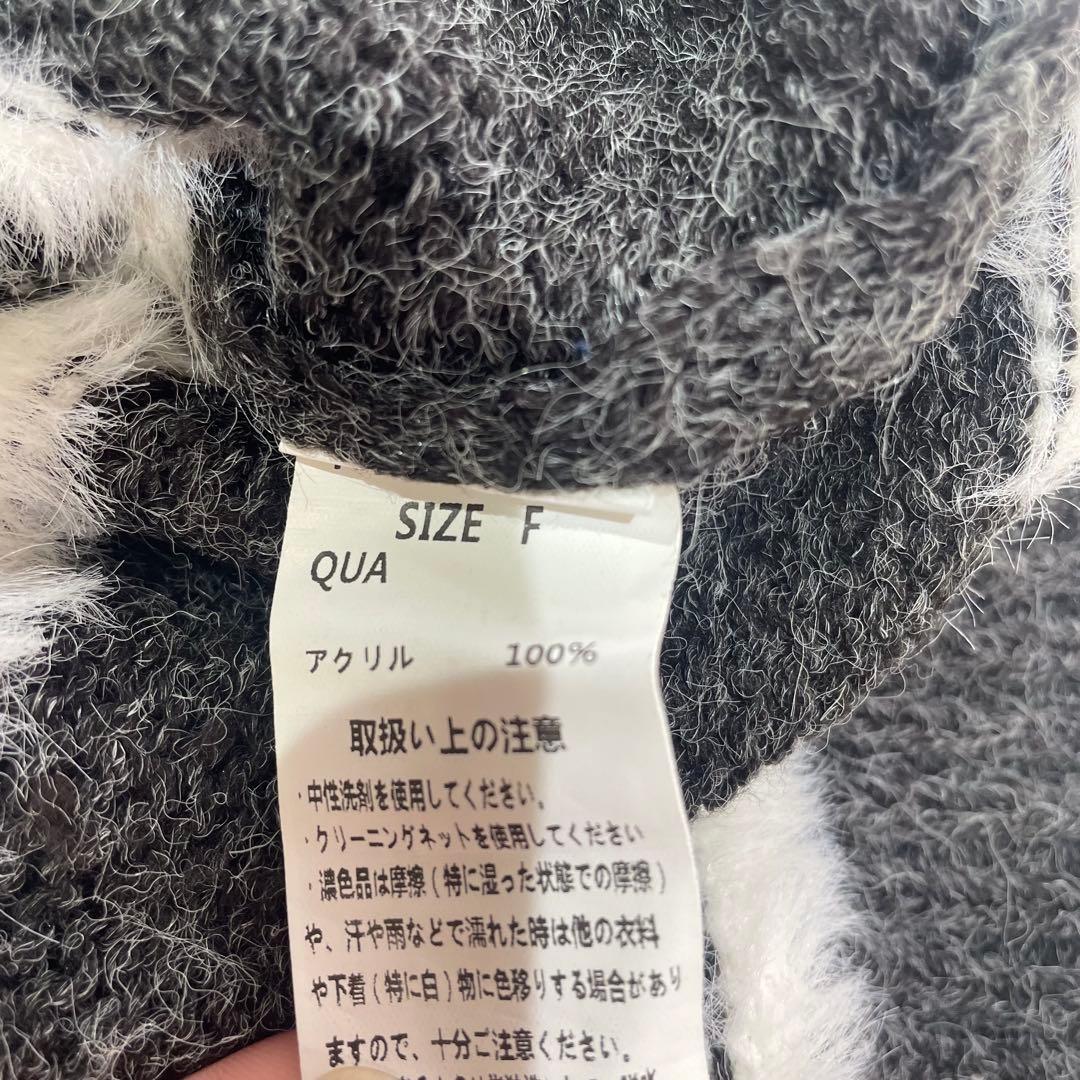 SIZE F
QUA
アクリル 100%
取扱い上の注意
・中性洗剤を使用してください。
・クリーニングネットを使用してください
・濃色品は摩擦(特に湿った状態での摩擦)
や、汗や雨などで濡れた時は他の衣料
や下着(特に白)物に色移りする場合があり
ますので、十分ご注意ください。